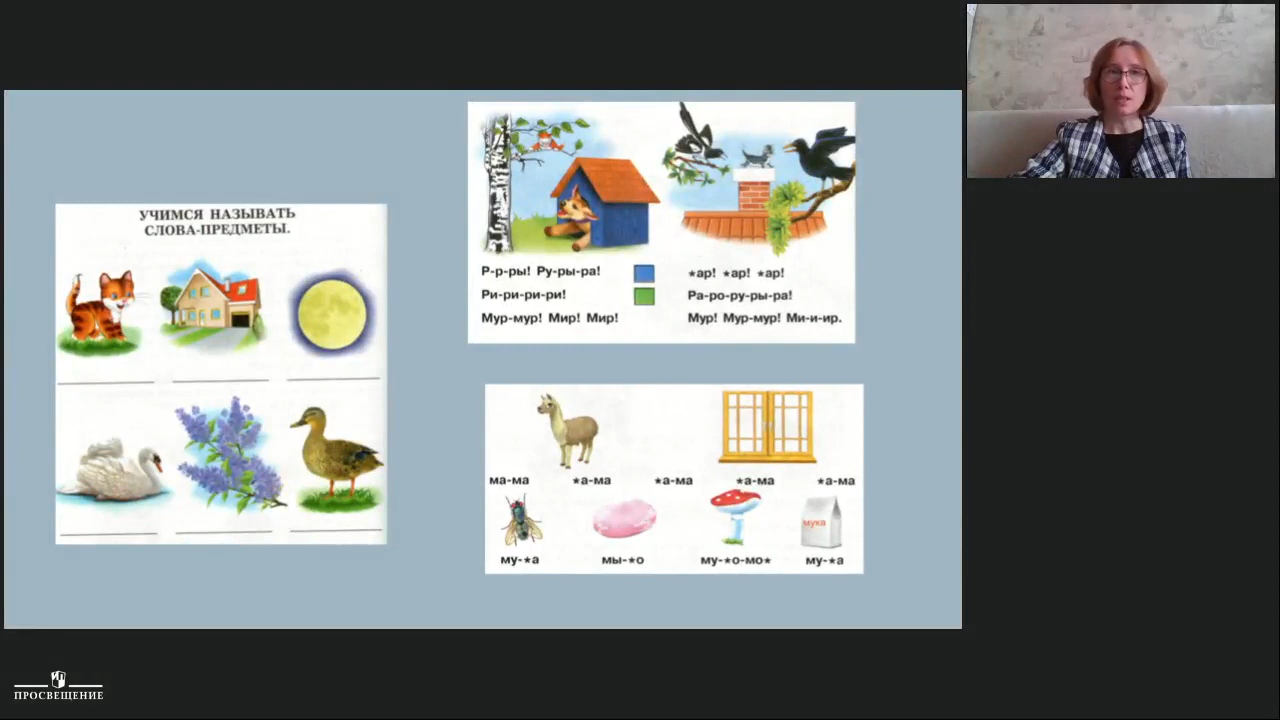 УЧИМСЯ НАЗЫВАТЬ
СЛОВА-ПРЕДМЕТЫ.
Р-р-ры! Ру-ры-ра!
Ри-ри-ри-ри!
Мур-мур! Мир! Мир!
*ар! *ар! *ар!
Ра-ро-ру-ры-ра!
Мур! Мур-мур! Ми-и-ир.
ма-ма *а-ма *а-ма *а-ма *а-ма
мука
му-*а мы-*о му-*о-мо* му-*а
ПРОСВЕЩЕНИЕ